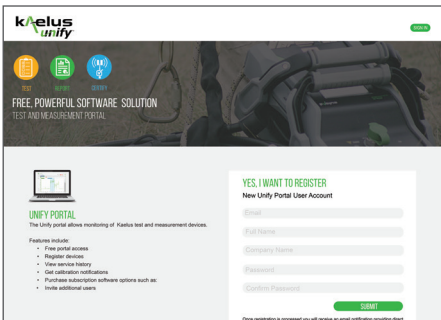 kaelus
unify
SIGN IN
TEST
REPORT
IDENTIFY
FREE, POWERFUL SOFTWARE SOLUTION
TEST AND MEASUREMENT PORTAL
UNIFY PORTAL
The Unify portal allows monitoring of Kaelus test and measurement devices.
Features include:
• Free portal access
• Register devices
• View service history
• Get calibration notifications
• Purchase subscription software options such as:
• Invite additional users
YES, I WANT TO REGISTER
New Unify Portal User Account
Email
Full Name
Company Name
Password
Confirm Password
SUBMIT
Once registration is processed you will receive an email notification providing direct